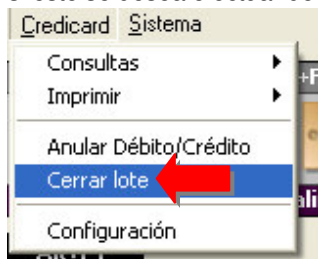 Credicard Sistema
Consultas
Imprimir
Anular Débito/Crédito
Cerrar lote
Configuración